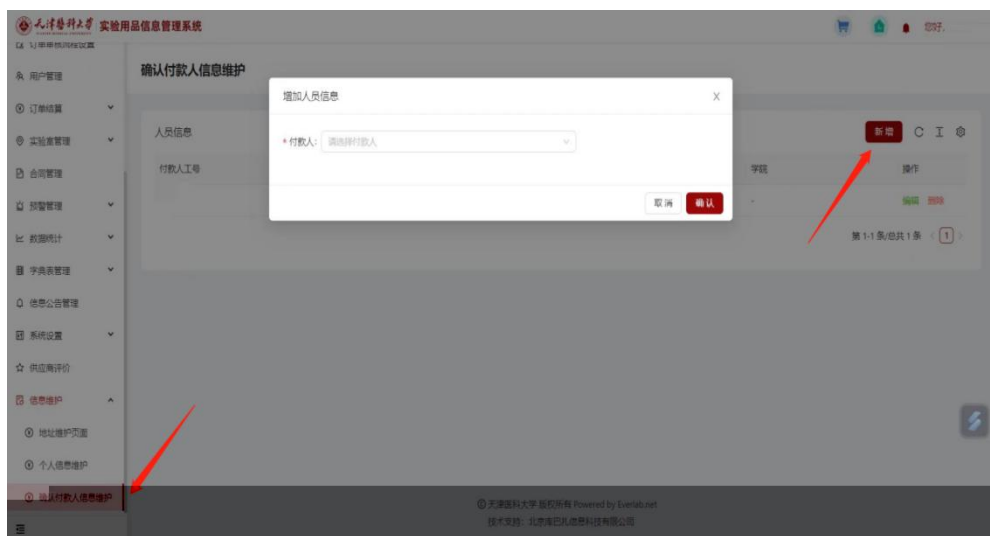 天津医科大学 实验用品信息管理系统
您好,
订单审核流程设置
用户管理
确认付款人信息维护
增加人员信息
X
订单结算
人员信息
新增
实验室管理
* 付款人: 请选择付款人
付款人工号
学院
操作
合同管理
取消
确认
-
编辑 删除
预警管理
第 1-1 条/总共 1 条 < 1 >
数据统计
字典表管理
信息公告管理
系统设置
供应商评价
信息维护
地址维护页面
个人信息维护
确认付款人信息维护
© 天津医科大学 版权所有 Powered by Everlab.net
技术支持: 北京库巴扎信息科技有限公司